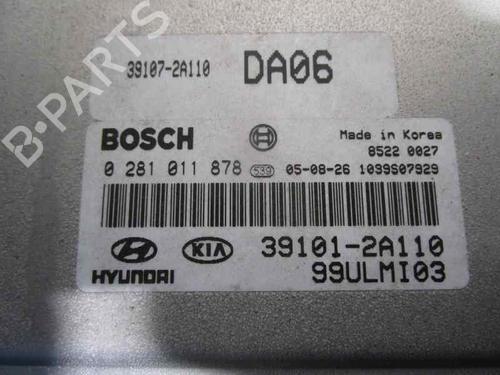 39107-2A110 DA06
BOSCH
Made in Korea
8522 0027
0 281 011 878 539 05-08-26 1039S07929
HYUNDAI KIA 39101-2A110
99ULMI03
B-PARTS